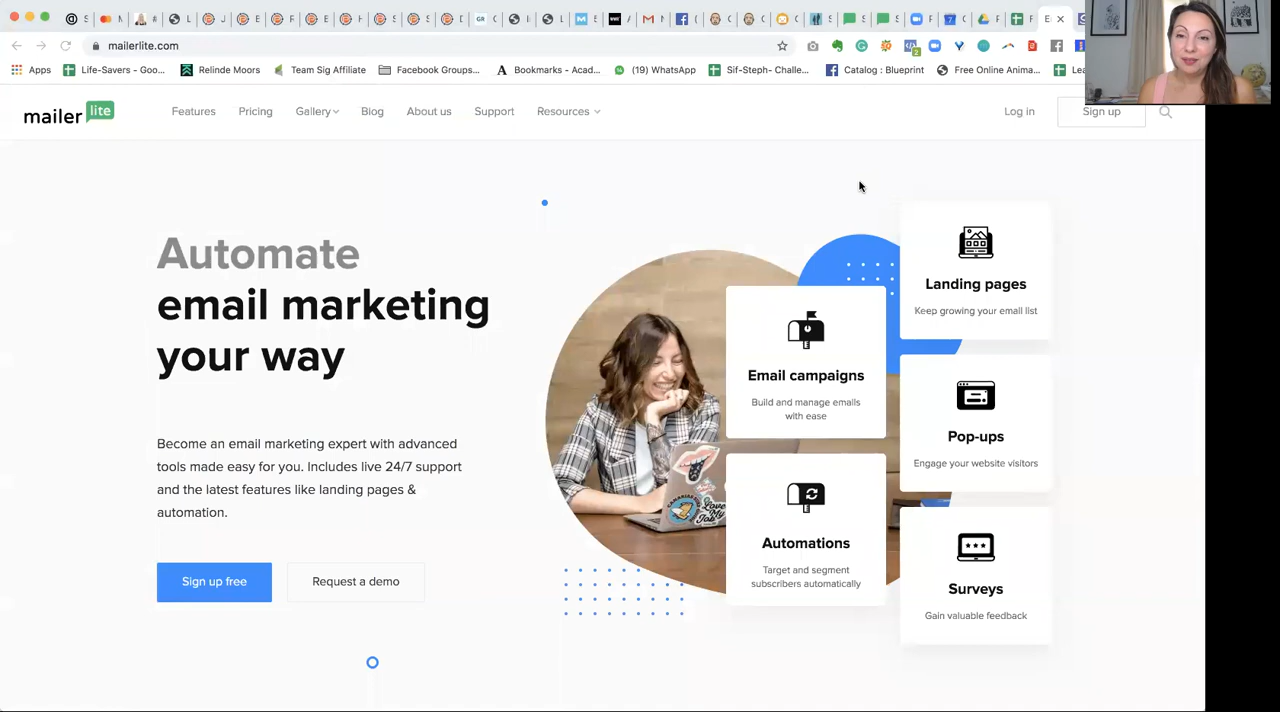 mailerlite.com
Apps
Life-Savers - Goo...
Relinde Moors
Team Sig Affiliate
Facebook Groups...
Bookmarks - Acad...
(19) WhatsApp
Sif-Steph- Challe...
Catalog : Blueprint
Free Online Anima...
mailer lite
Features
Pricing
Gallery
Blog
About us
Support
Resources
Log in
Sign up
Automate
email marketing
your way
Become an email marketing expert with advanced
tools made easy for you. Includes live 24/7 support
and the latest features like landing pages &
automation.
Sign up free
Request a demo
Email campaigns
Build and manage emails
with ease
Automations
Target and segment
subscribers automatically
Landing pages
Keep growing your email list
Pop-ups
Engage your website visitors
Surveys
Gain valuable feedback